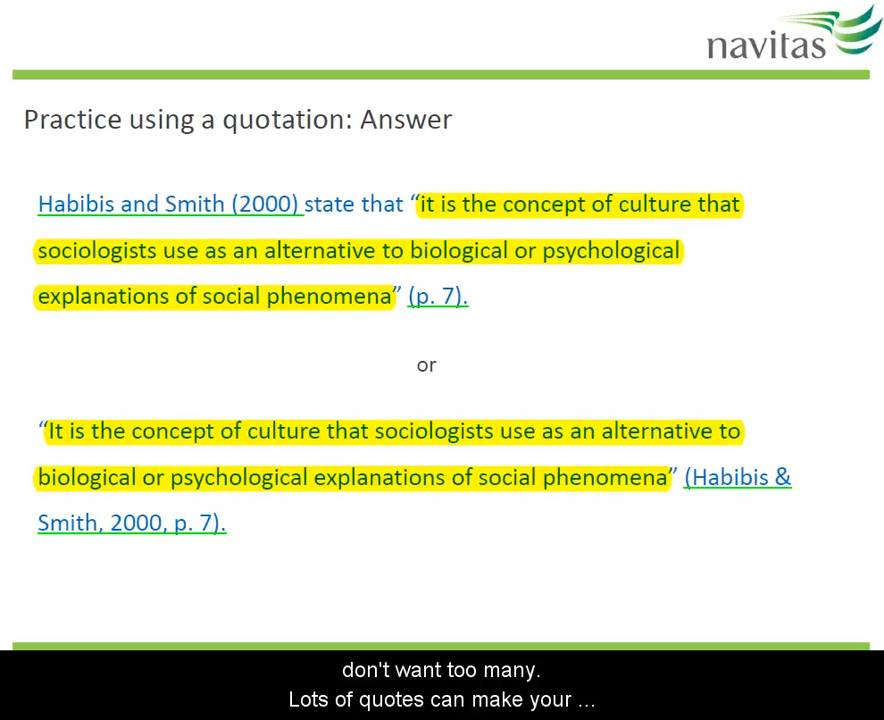 navitas
Practice using a quotation: Answer
Habibis and Smith (2000) state that “it is the concept of culture that
sociologists use as an alternative to biological or psychological
explanations of social phenomena” (p. 7).
or
“It is the concept of culture that sociologists use as an alternative to
biological or psychological explanations of social phenomena” (Habibis &
Smith, 2000, p. 7).
don't want too many.
Lots of quotes can make your ...